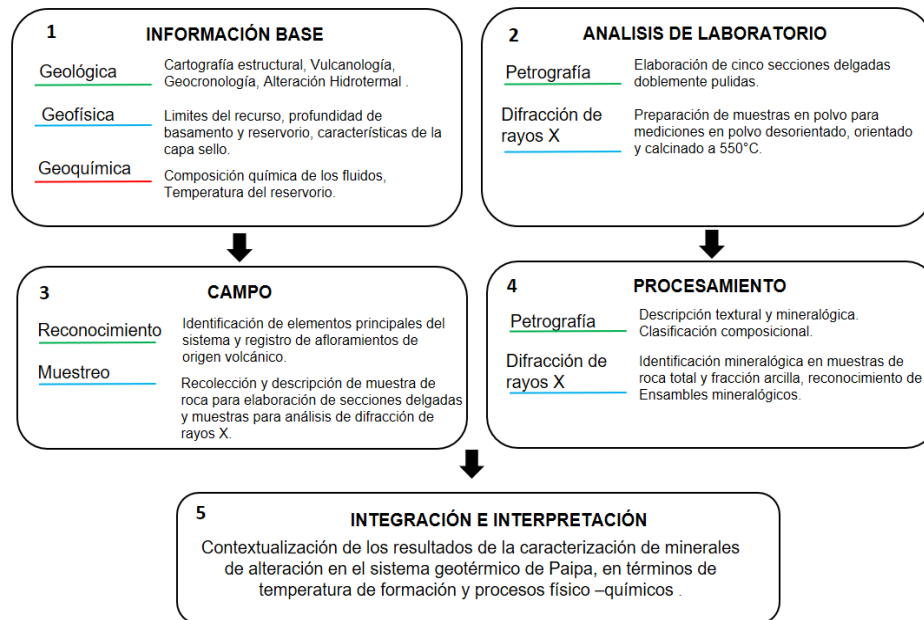 1
INFORMACIÓN BASE
Geológica
Cartografía estructural, Vulcanología,
Geocronología, Alteración Hidrotermal .
Geofísica
Limites del recurso, profundidad de
basamento y reservorio, características de la
capa sello.
Geoquímica
Composición química de los fluidos,
Temperatura del reservorio.
2
ANALISIS DE LABORATORIO
Petrografía
Elaboración de cinco secciones delgadas
doblemente pulidas.
Difracción de
rayos X
Preparación de muestras en polvo para
mediciones en polvo desorientado, orientado
y calcinado a 550°C.
3
CAMPO
Reconocimiento
Identificación de elementos principales del
sistema y registro de afloramientos de
origen volcánico.
Muestreo
Recolección y descripción de muestra de
roca para elaboración de secciones delgadas
y muestras para análisis de difracción de
rayos X.
4
PROCESAMIENTO
Petrografía
Descripción textural y mineralógica.
Clasificación composicional.
Difracción de
rayos X
Identificación mineralógica en muestras de
roca total y fracción arcilla, reconocimiento de
Ensambles mineralógicos.
5
INTEGRACIÓN E INTERPRETACIÓN
Contextualización de los resultados de la caracterización de minerales
de alteración en el sistema geotérmico de Paipa, en términos de
temperatura de formación y procesos físico –químicos .